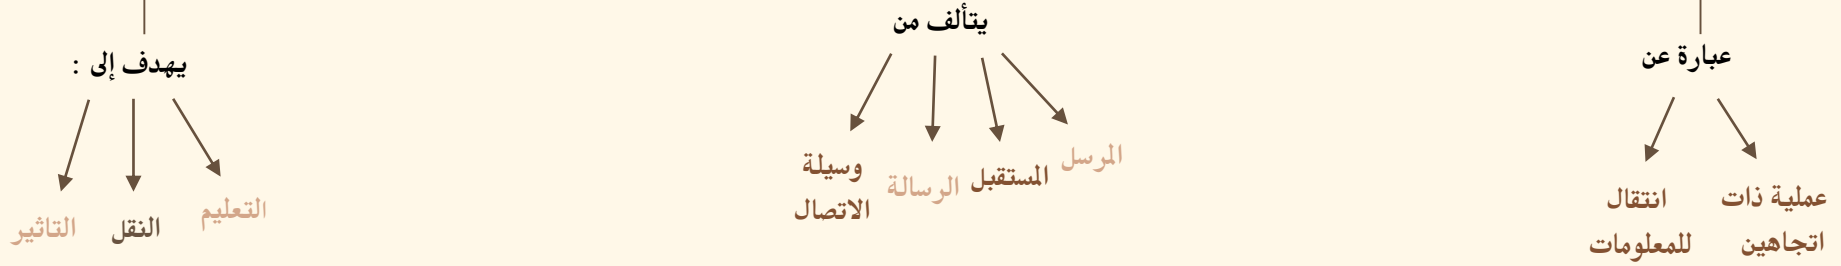 عبارة عن
عملية ذات
اتجاهين
انتقال
للمعلومات
يتألف من
المرسل
المستقبل
الرسالة
وسيلة
الاتصال
يهدف إلى :
التعليم
النقل
التاثير